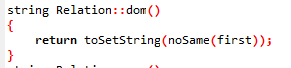 string Relation::dom()
{
    return toSetString(noSame(first));
}